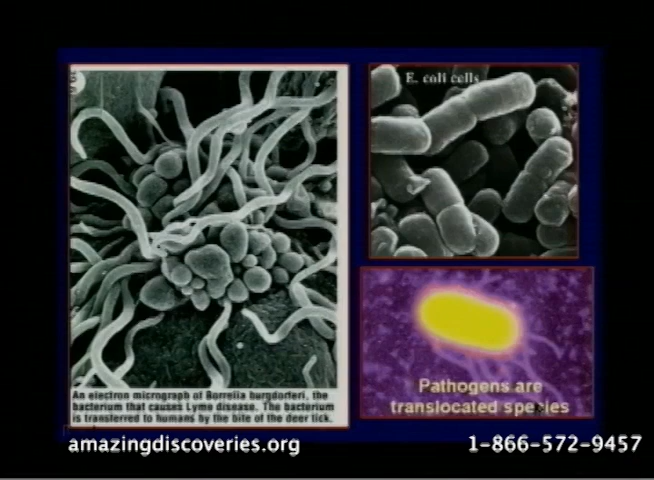 E. coli cells
An electron micrograph of Borrelia burgdorferi, the
bacterium that causes Lyme disease. The bacterium
is transferred to humans by the bite of the deer tick.
Pathogens are
translocated species
amazingdiscoveries.org
1-866-572-9457